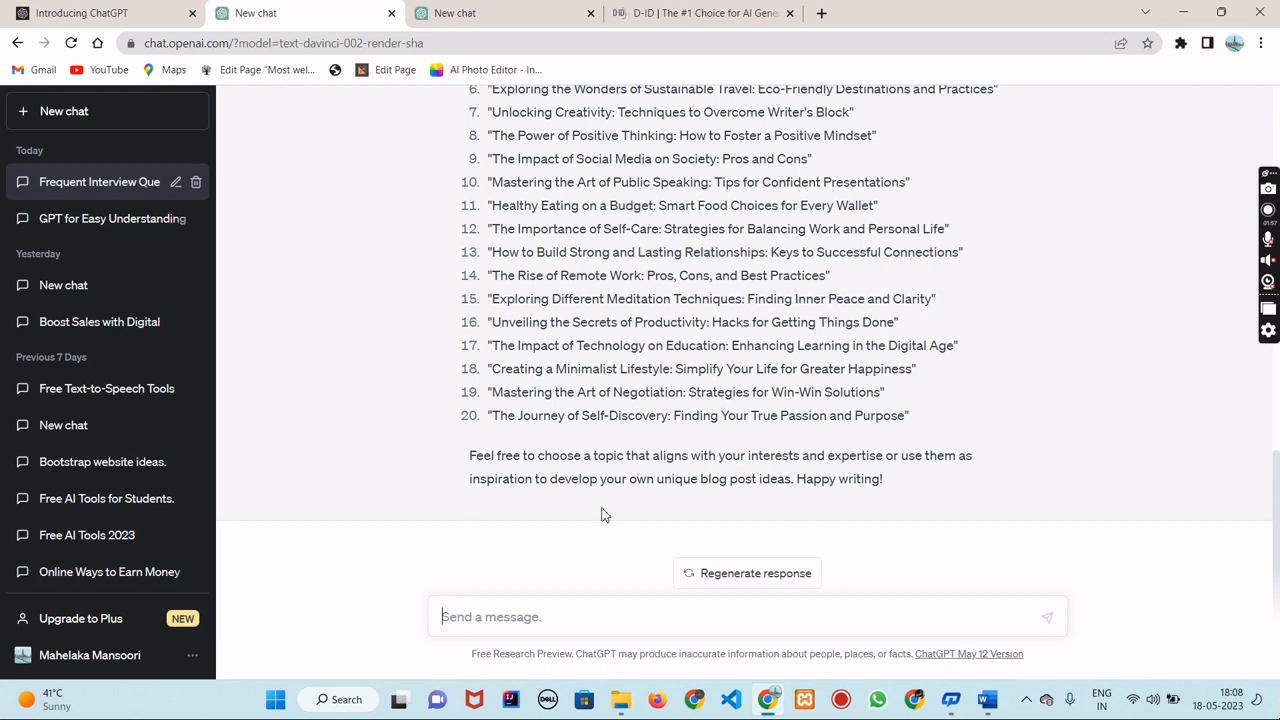 Introducing ChatGPT
New chat
New chat
D-ID | The #1 Choice for AI Gene
chat.openai.com/?model=text-davinci-002-render-sha
Gmail
YouTube
Maps
Edit Page "Most wel...
Edit Page
AI Photo Editor - In...
New chat
Today
Frequent Interview Que
GPT for Easy Understanding
Yesterday
New chat
Boost Sales with Digital
Previous 7 Days
Free Text-to-Speech Tools
New chat
Bootstrap website ideas.
Free AI Tools for Students.
Free AI Tools 2023
Online Ways to Earn Money
Upgrade to Plus
NEW
Mahelaka Mansoori
6. "Exploring the Wonders of Sustainable Travel: Eco-Friendly Destinations and Practices"
7. "Unlocking Creativity: Techniques to Overcome Writer's Block"
8. "The Power of Positive Thinking: How to Foster a Positive Mindset"
9. "The Impact of Social Media on Society: Pros and Cons"
10. "Mastering the Art of Public Speaking: Tips for Confident Presentations"
11. "Healthy Eating on a Budget: Smart Food Choices for Every Wallet"
12. "The Importance of Self-Care: Strategies for Balancing Work and Personal Life"
13. "How to Build Strong and Lasting Relationships: Keys to Successful Connections"
14. "The Rise of Remote Work: Pros, Cons, and Best Practices"
15. "Exploring Different Meditation Techniques: Finding Inner Peace and Clarity"
16. "Unveiling the Secrets of Productivity: Hacks for Getting Things Done"
17. "The Impact of Technology on Education: Enhancing Learning in the Digital Age"
18. "Creating a Minimalist Lifestyle: Simplify Your Life for Greater Happiness"
19. "Mastering the Art of Negotiation: Strategies for Win-Win Solutions"
20. "The Journey of Self-Discovery: Finding Your True Passion and Purpose"
Feel free to choose a topic that aligns with your interests and expertise or use them as
inspiration to develop your own unique blog post ideas. Happy writing!
Regenerate response
Send a message.
Free Research Preview. ChatGPT may produce inaccurate information about people, places, or facts. ChatGPT May 12 Version
01:57
41°C
Sunny
Search
DELL
ENG
IN
18:08
18-05-2023